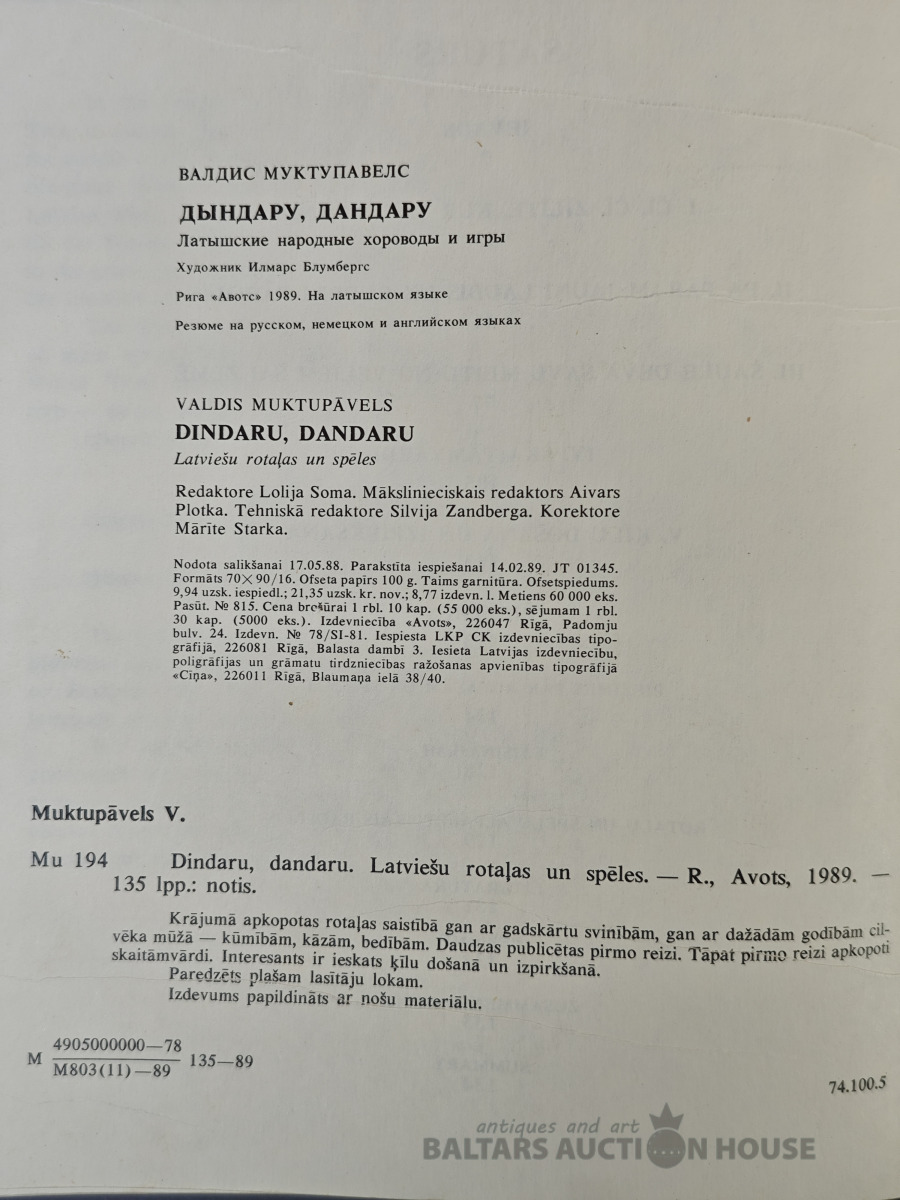 ВАЛДИС МУКТУПАВЕЛС
ДЫНДАРУ, ДАНДАРУ
Латышские народные хороводы и игры
Художник Илмарс Блумбергс
Рига «Авотс» 1989. На латышском языке
Резюме на русском, немецком и английском языках
VALDIS MUKTUPĀVELS
DINDARU, DANDARU
Latviešu rotaļas un spēles
Redaktore Lolija Soma. Mākslinieciskais redaktors Aivars
Plotka. Tehniskā redaktore Silvija Zandberga. Korektore
Mārīte Starka.
Nodota salikšanai 17.05.88. Parakstīta iespiešanai 14.02.89. JT 01345.
Formāts 70×90/16. Ofseta papīrs 100 g. Taims garnitūra. Ofsetspiedums.
9,94 uzsk. iespiedl.; 21,35 uzsk. kr. nov.; 8,77 izdevn. l. Metiens 60 000 eks.
Pasūt. № 815. Cena brošūrai 1 rbl. 10 kap. (55 000 eks.), sējumam 1 rbl.
30 kap. (5000 eks.). Izdevniecība «Avots», 226047 Rīgā, Padomju
bulv. 24. Izdevn. № 78/SI-81. Iespiesta LKP CK izdevniecības tipo-
grāfijā, 226081 Rīgā, Balasta dambī 3. Iesieta Latvijas izdevniecību,
poligrāfijas un grāmatu tirdzniecības ražošanas apvienības tipogrāfijā
«Cīņa», 226011 Rīgā, Blaumaņa ielā 38/40.
Muktupāvels V.
Mu 194 Dindaru, dandaru. Latviešu rotaļas un spēles. — R., Avots, 1989. —
135 lpp.: notis.
Krājumā apkopotas rotaļas saistībā gan ar gadskārtu svinībām, gan ar dažādām godībām cil-
vēka mūžā — kūmībām, kāzām, bedībām. Daudzas publicētas pirmo reizi. Tāpat pirmo reizi apkopoti
skaitāmvārdi. Interesants ir ieskats ķīlu došanā un izpirkšanā.
Paredzēts plašam lasītāju lokam.
Izdevums papildināts ar nošu materiālu.
M 4905000000—78
M803(11)—89 135—89
74.100.5
antiques and art
BALTARS AUCTION HOUSE